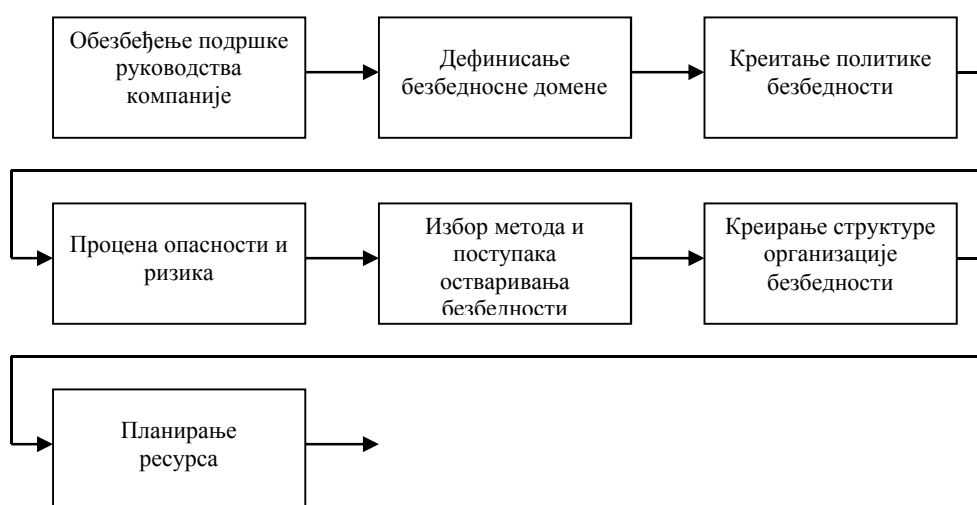 Обезбеђење подршке
руководства
компаније
Дефинисање
безбедносне домене
Креитање политике
безбедности
Процена опасности и
ризика
Избор метода и
поступака
остваривања
безбедности
Креирање структуре
организације
безбедности
Планирање
ресурса